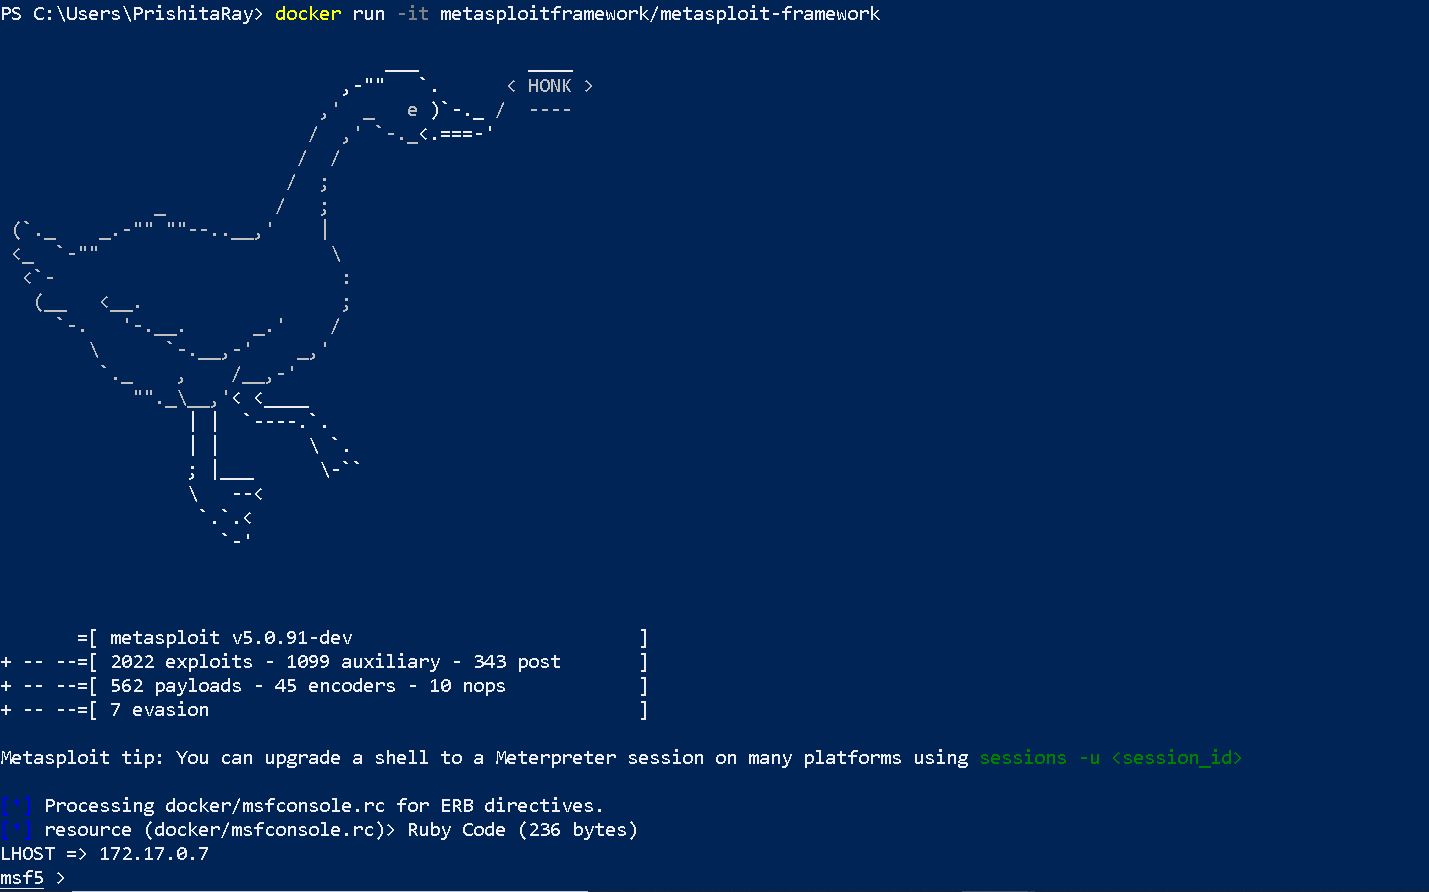 PS C:\Users\PrishitaRay> docker run -it metasploitframework/metasploit-framework
< HONK >
=[ metasploit v5.0.91-dev ]
+ -- --=[ 2022 exploits - 1099 auxiliary - 343 post ]
+ -- --=[ 562 payloads - 45 encoders - 10 nops ]
+ -- --=[ 7 evasion ]
Metasploit tip: You can upgrade a shell to a Meterpreter session on many platforms using sessions -u <session_id>
[*] Processing docker/msfconsole.rc for ERB directives.
[*] resource (docker/msfconsole.rc)> Ruby Code (236 bytes)
LHOST => 172.17.0.7
msf5 >